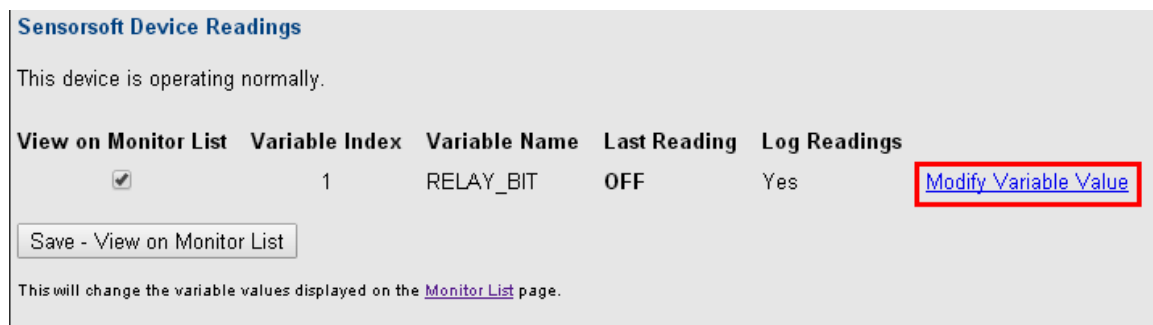 Sensorsoft Device Readings
This device is operating normally.
View on Monitor List Variable Index Variable Name Last Reading Log Readings
1 RELAY_BIT OFF Yes Modify Variable Value
Save - View on Monitor List
This will change the variable values displayed on the Monitor List page.